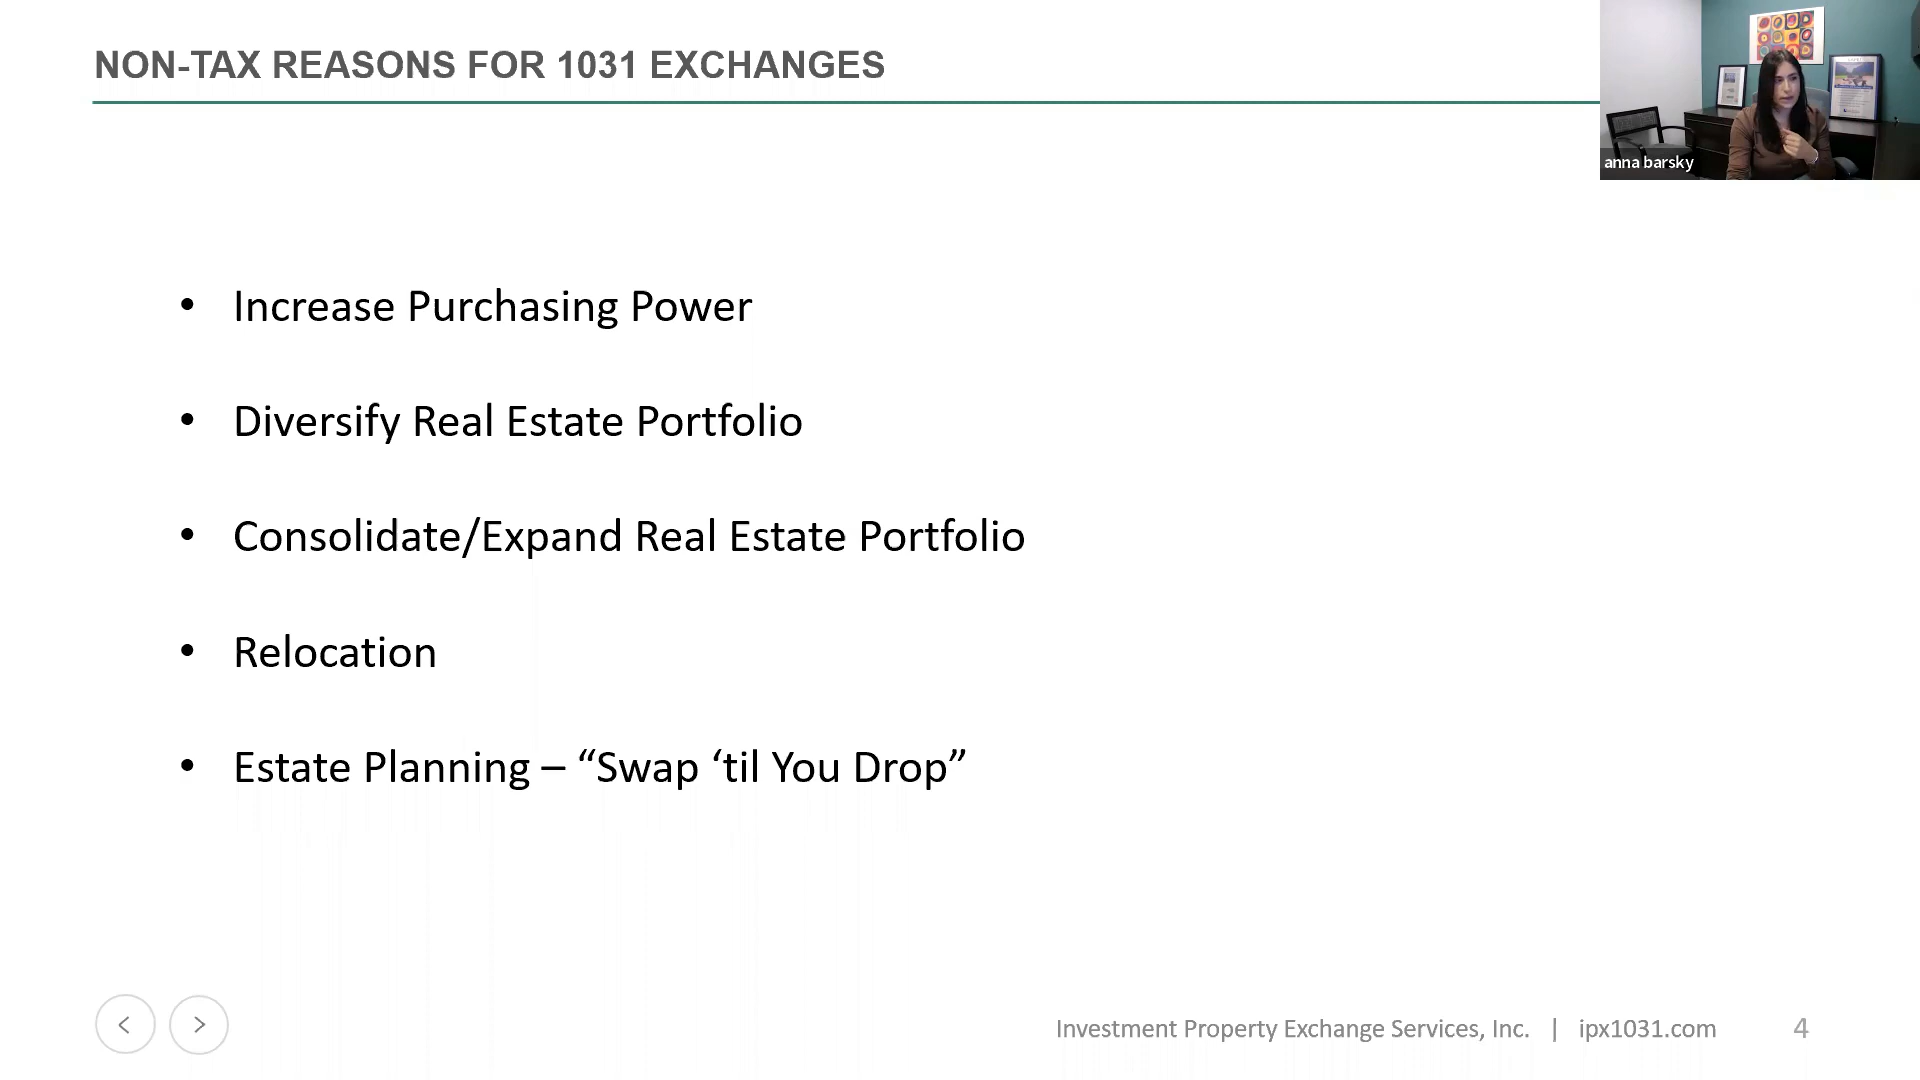 NON-TAX REASONS FOR 1031 EXCHANGES
anna barsky
• Increase Purchasing Power
• Diversify Real Estate Portfolio
• Consolidate/Expand Real Estate Portfolio
• Relocation
• Estate Planning – “Swap ‘til You Drop”
Investment Property Exchange Services, Inc. | ipx1031.com 4